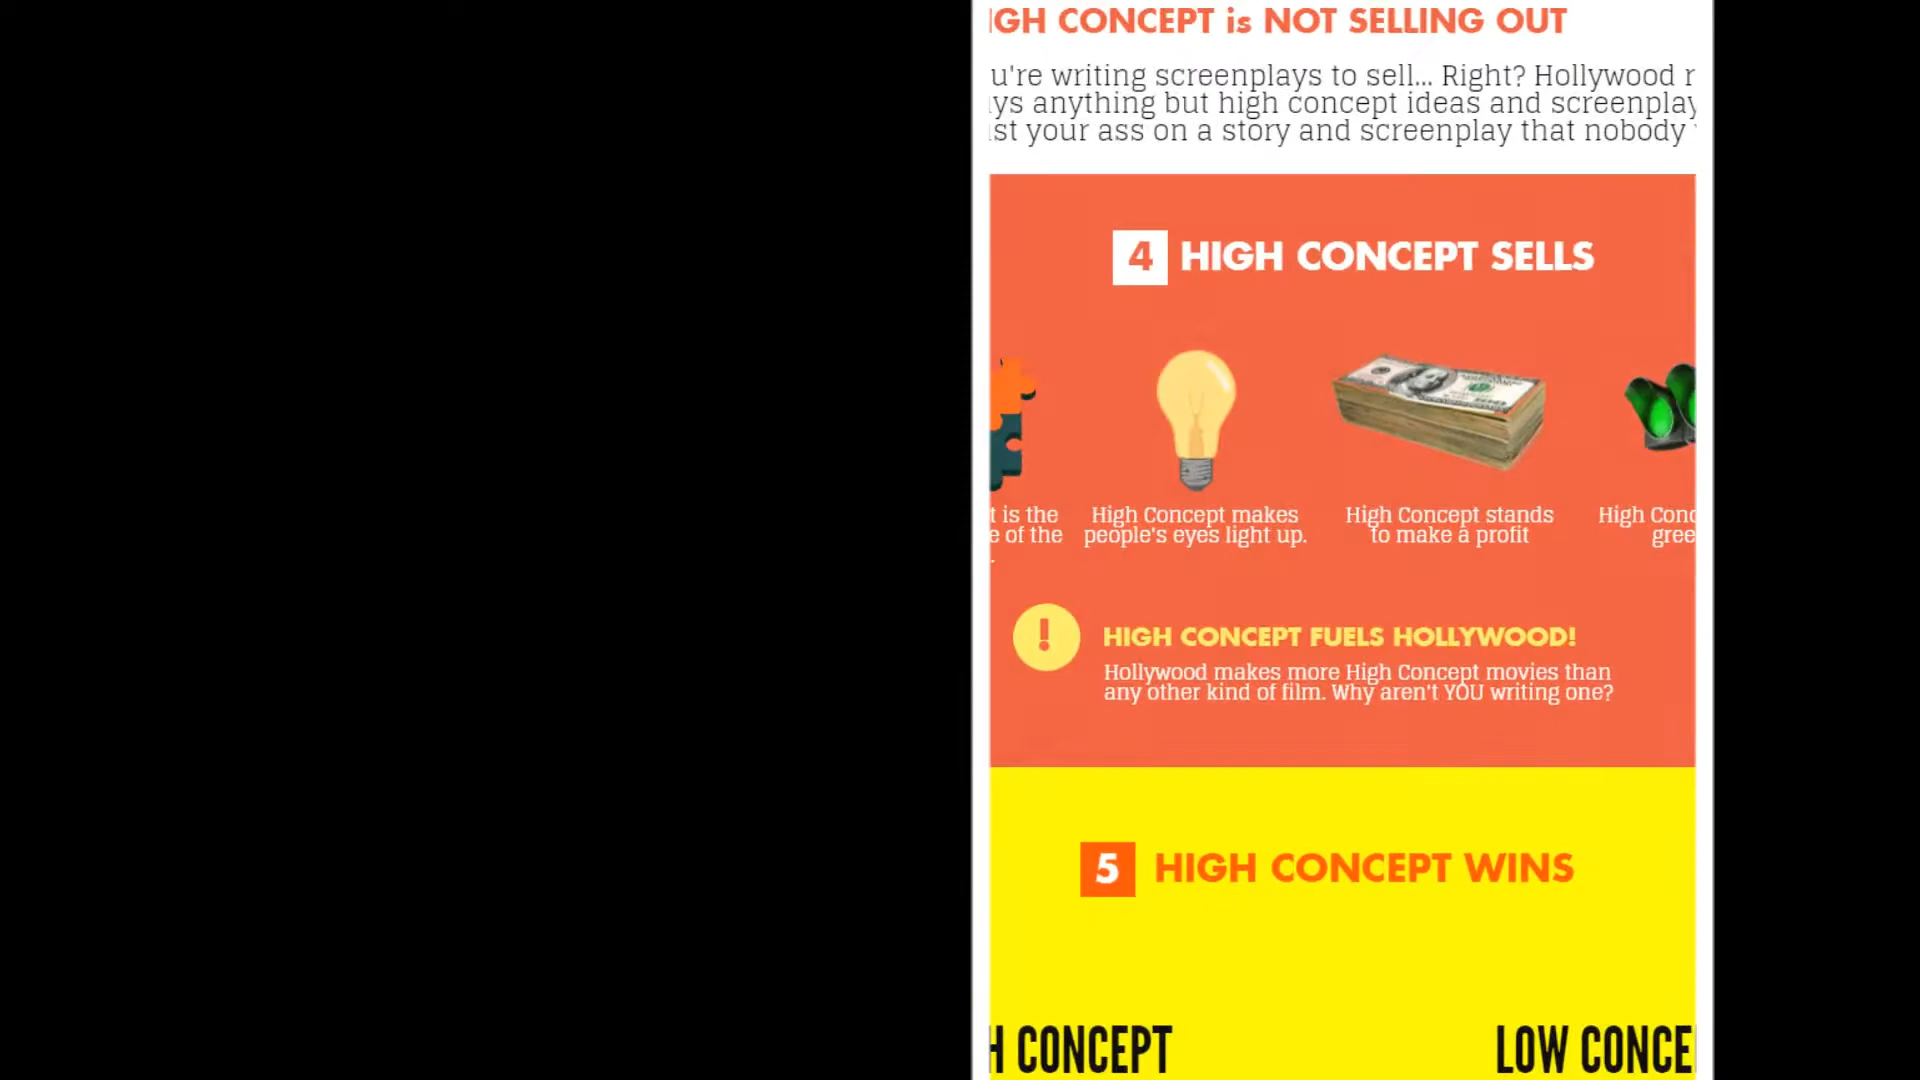 IGH CONCEPT is NOT SELLING OUT
u're writing screenplays to sell... Right? Hollywood r
ys anything but high concept ideas and screenplay
st your ass on a story and screenplay that nobody
4 HIGH CONCEPT SELLS
t is the
e of the
.
High Concept makes
people's eyes light up.
High Concept stands
to make a profit
High Conc
gree
! HIGH CONCEPT FUELS HOLLYWOOD!
Hollywood makes more High Concept movies than
any other kind of film. Why aren't YOU writing one?
5 HIGH CONCEPT WINS
H CONCEPT
LOW CONCE